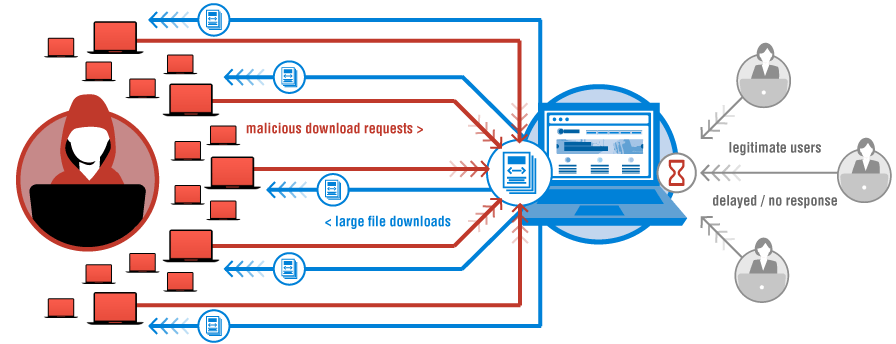 malicious download requests >
< large file downloads
legitimate users
delayed / no response